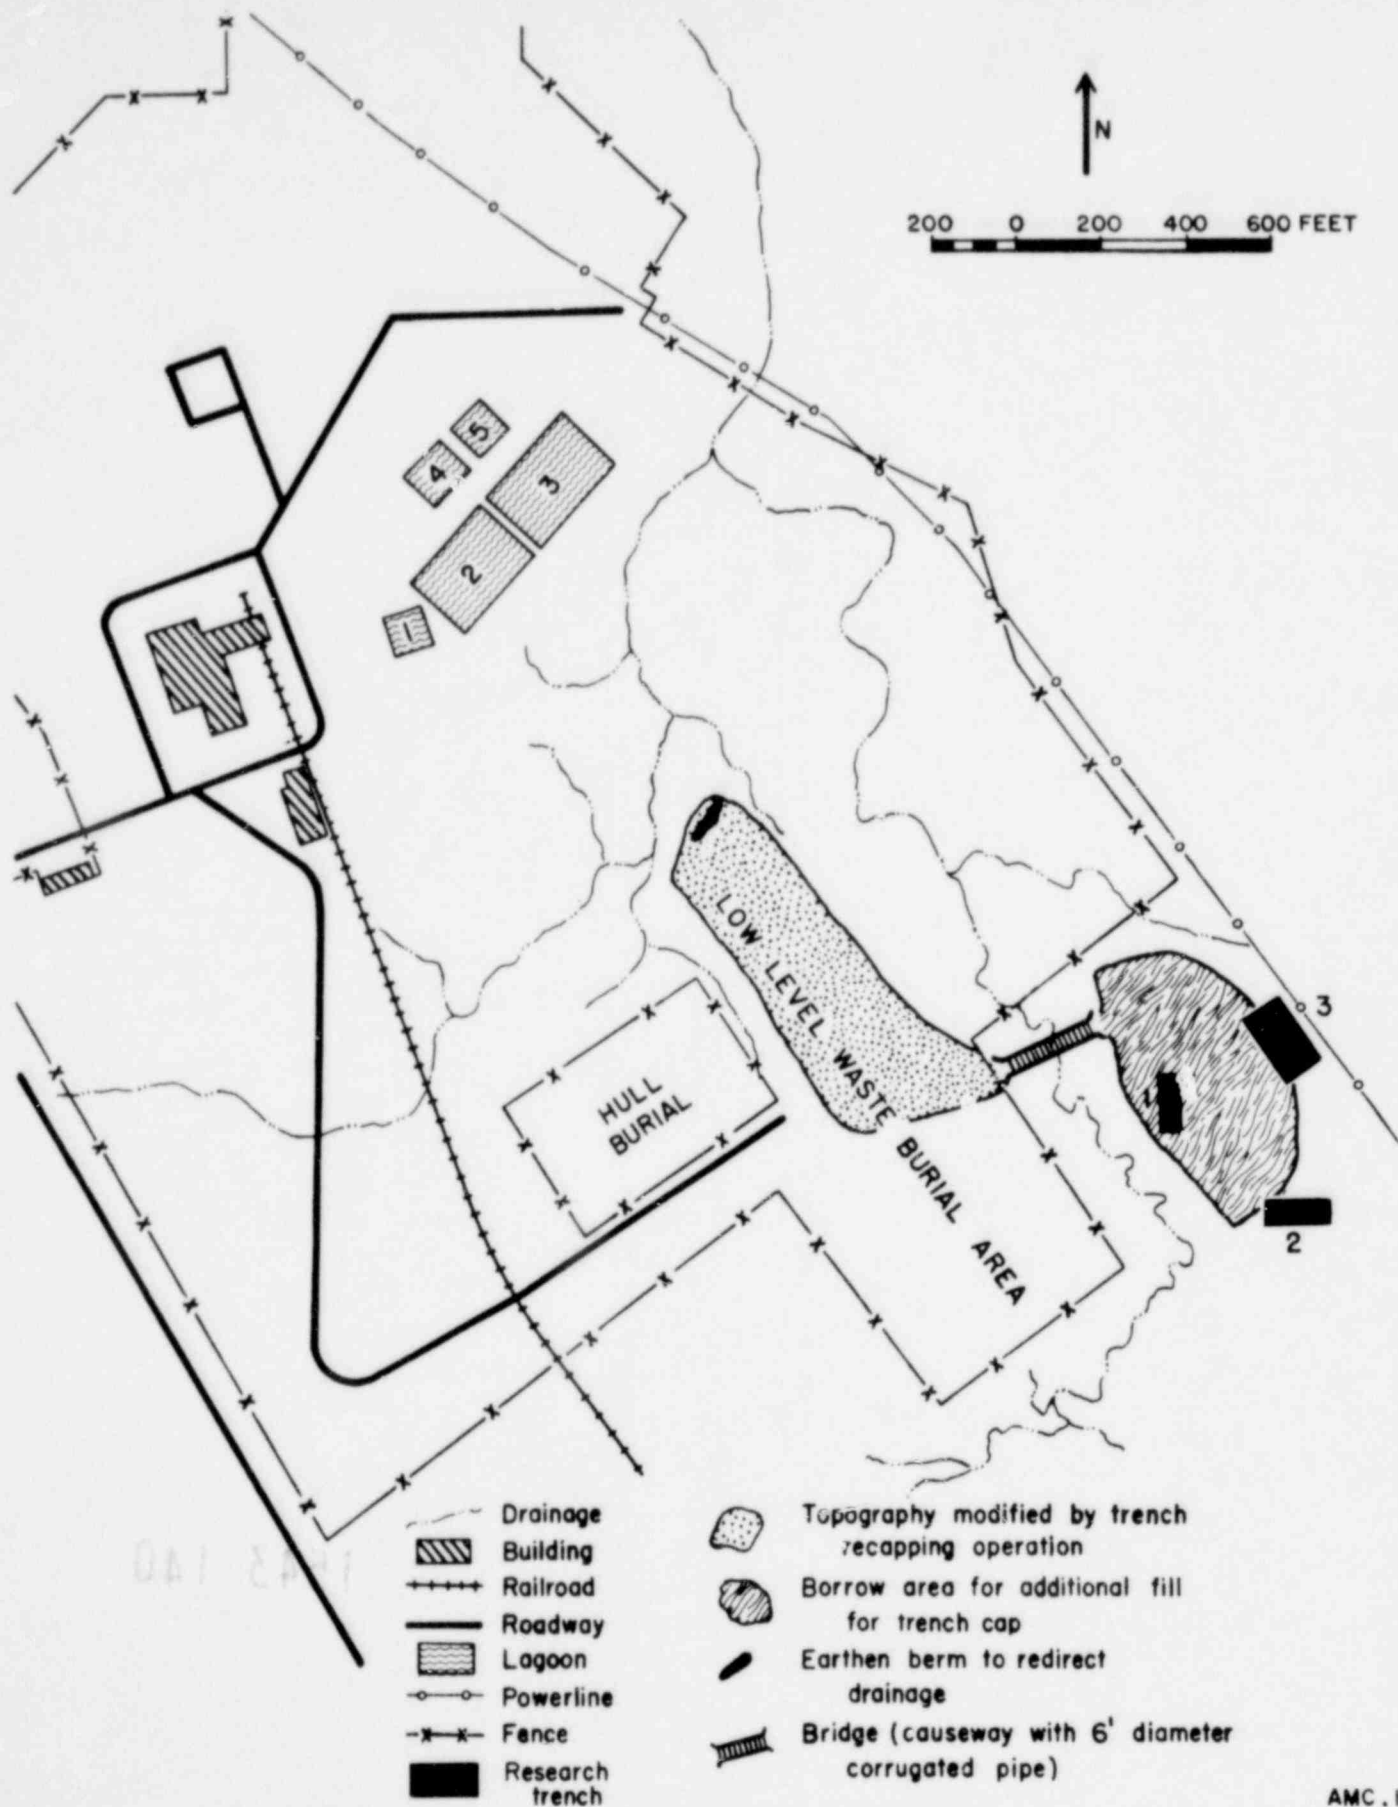 N
200 0 200 400 600 FEET
5
4
3
2
1
LOW LEVEL WASTE BURIAL AREA
3
HULL
BURIAL
1
2
Drainage
Building
Railroad
Roadway
Lagoon
Powerline
Fence
Research
trench
Topography modified by trench
recapping operation
Borrow area for additional fill
for trench cap
Earthen berm to redirect
drainage
Bridge (causeway with 6' diameter
corrugated pipe)
AMC.